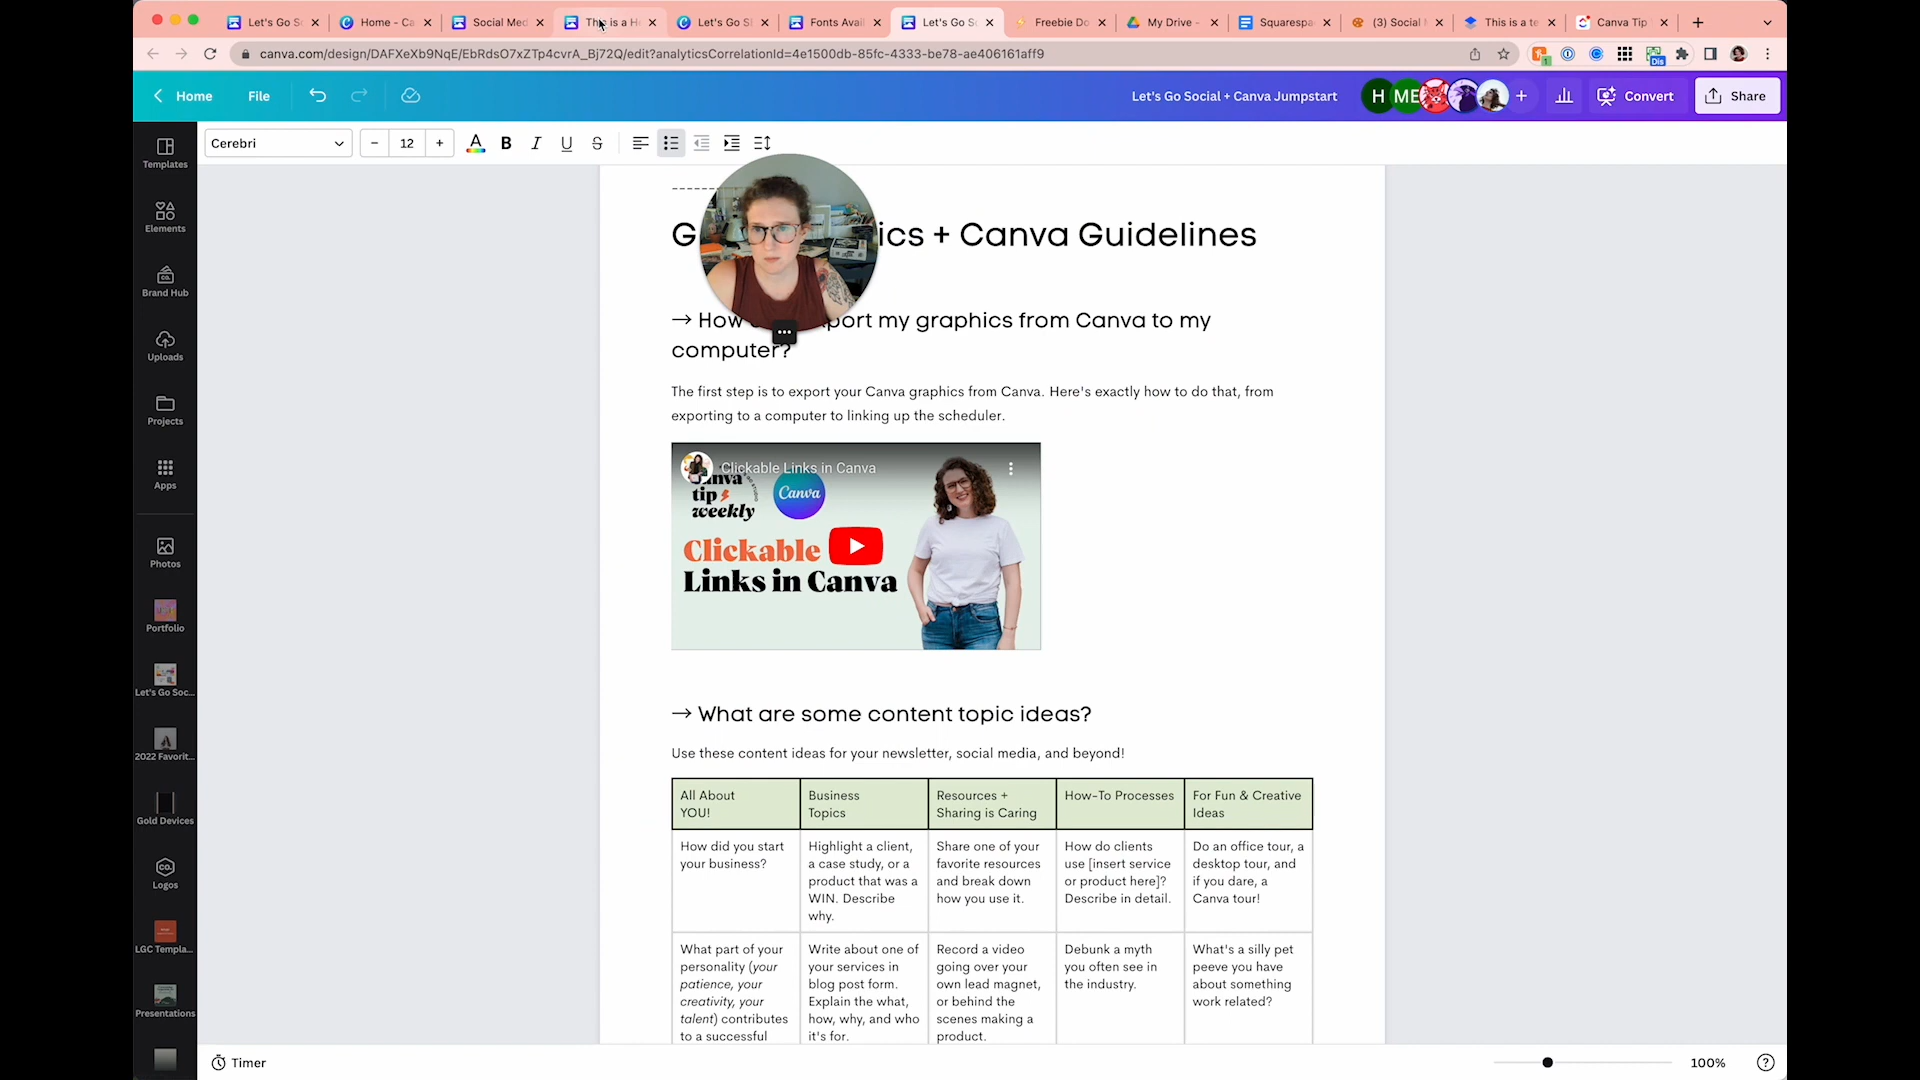 Let's Go S
Home - Ca
Social Med
This is a H
Let's Go S
Fonts Avail
Let's Go S
Freebie Do
My Drive -
Squarespa
(3) Social
This is a te
Canva Tip
canva.com/design/DAFXeXb9NqE/EbRdsO7xZTp4cvrA_Bj72Q/edit?analyticsCorrelationId=4e1500db-85fc-4333-be78-ae406161aff9
1
Dis
Home
File
Let's Go Social + Canva Jumpstart
H
ME
Convert
Share
Cerebri
12
A
B
I
U
S
Templates
Elements
Brand Hub
Uploads
Projects
Apps
Photos
Portfolio
Let's Go Soc...
2022 Favorit...
Gold Devices
Logos
LGC Templa...
Presentations
G ics + Canva Guidelines
→ How port my graphics from Canva to my
computer?
The first step is to export your Canva graphics from Canva. Here's exactly how to do that, from
exporting to a computer to linking up the scheduler.
Clickable Links in Canva
canva
tip
weekly
Canva
Clickable
Links in Canva
→ What are some content topic ideas?
Use these content ideas for your newsletter, social media, and beyond!
All About
YOU!
Business
Topics
Resources +
Sharing is Caring
How-To Processes
For Fun & Creative
Ideas
How did you start
your business?
Highlight a client,
a case study, or a
product that was a
WIN. Describe
why.
Share one of your
favorite resources
and break down
how you use it.
How do clients
use [insert service
or product here]?
Describe in detail.
Do an office tour, a
desktop tour, and
if you dare, a
Canva tour!
What part of your
personality (your
patience, your
creativity, your
talent) contributes
to a successful
Write about one of
your services in
blog post form.
Explain the what,
how, why, and who
it's for.
Record a video
going over your
own lead magnet,
or behind the
scenes making a
product.
Debunk a myth
you often see in
the industry.
What's a silly pet
peeve you have
about something
work related?
Timer
100%